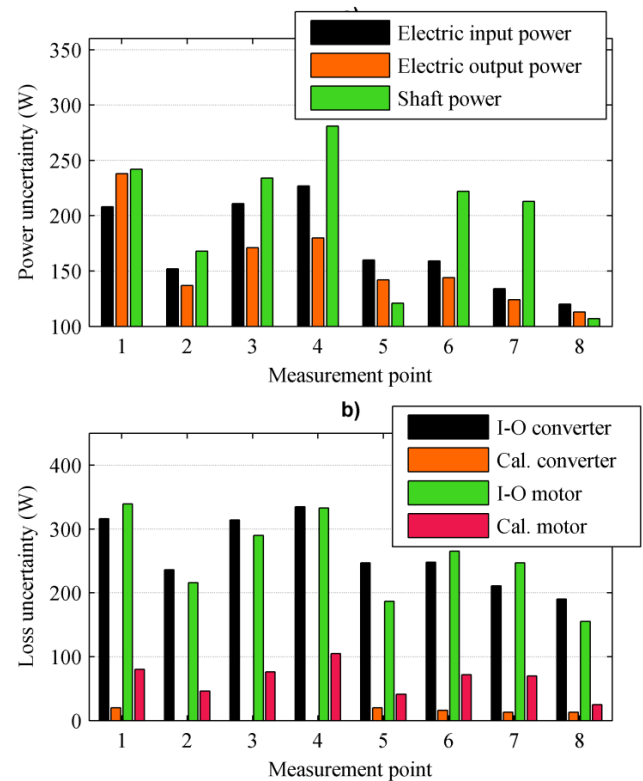 Electric input power
Electric output power
Shaft power
Power uncertainty (W)
350
300
250
200
150
100
1 2 3 4 5 6 7 8
Measurement point
b)
I-O converter
Cal. converter
I-O motor
Cal. motor
Loss uncertainty (W)
400
300
200
100
0
1 2 3 4 5 6 7 8
Measurement point